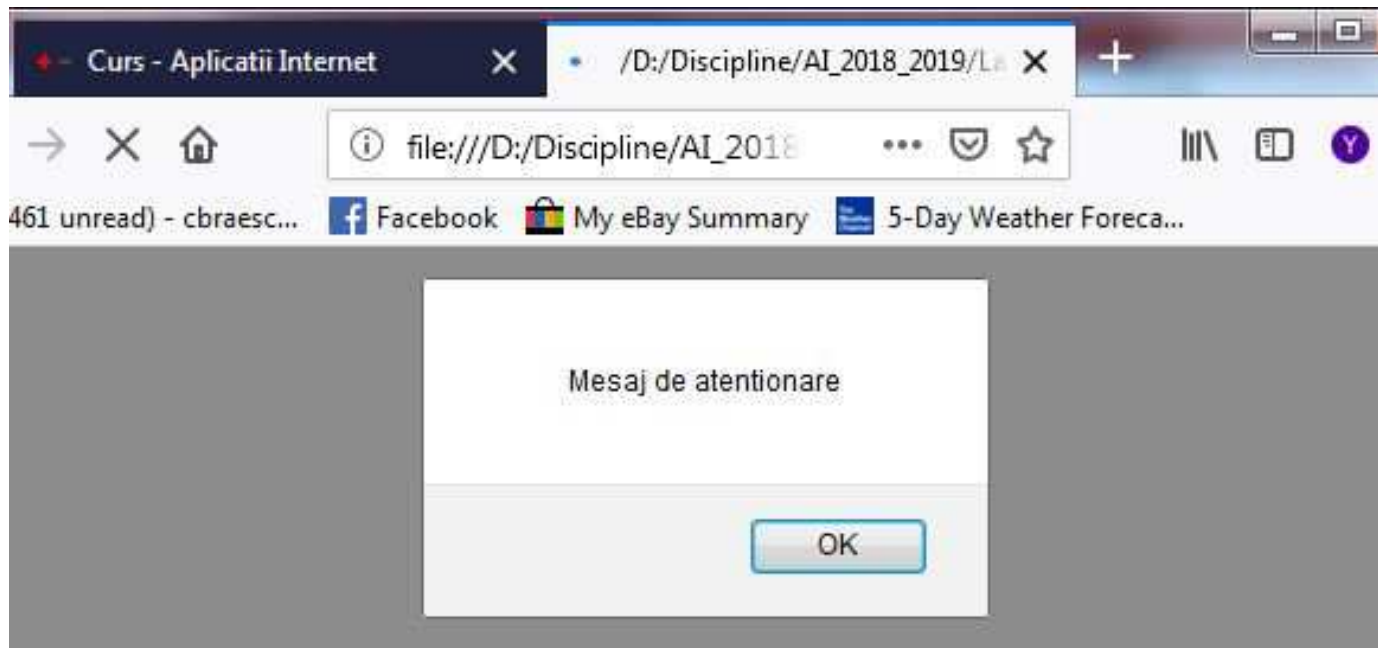 Curs - Aplicatii Internet
/D:/Discipline/AI_2018_2019/La
file:///D:/Discipline/AI_2018
461 unread) - cbraesc... Facebook My eBay Summary 5-Day Weather Foreca...
Y
Mesaj de atentionare
OK